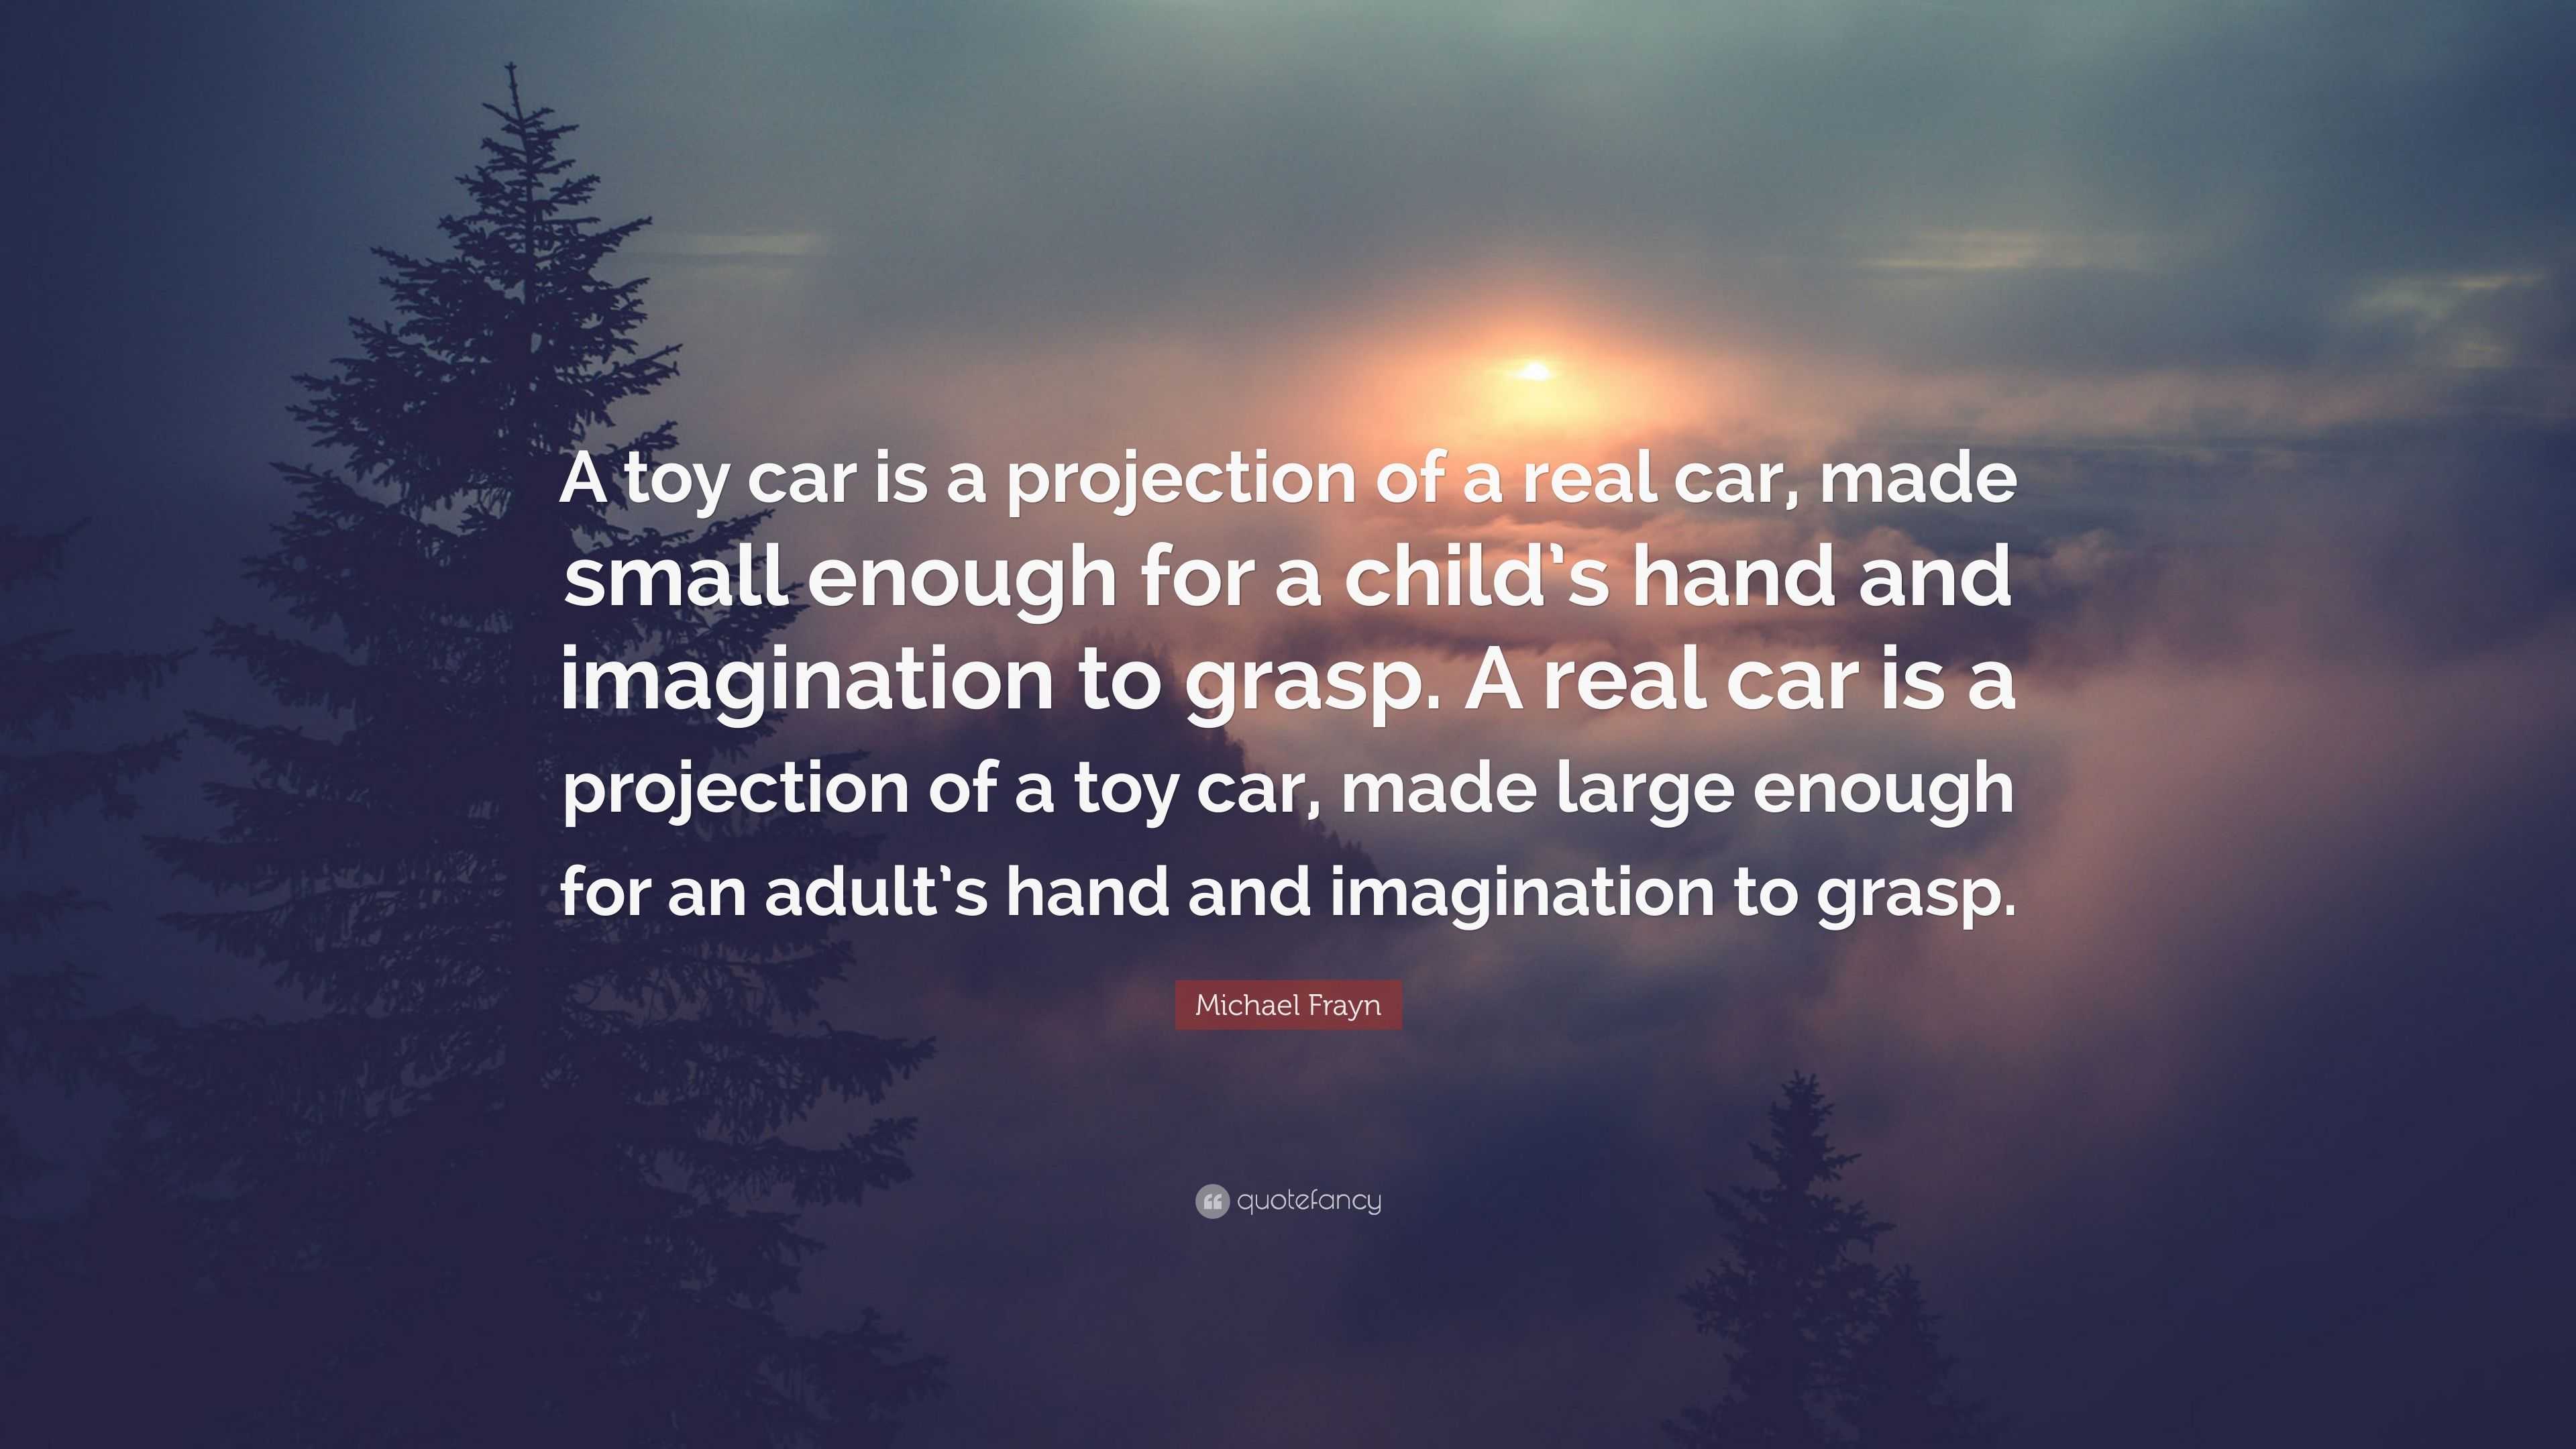 A toy car is a projection of a real car, made
small enough for a child’s hand and
imagination to grasp. A real car is a
projection of a toy car, made large enough
for an adult’s hand and imagination to grasp.
Michael Frayn
quotefancy